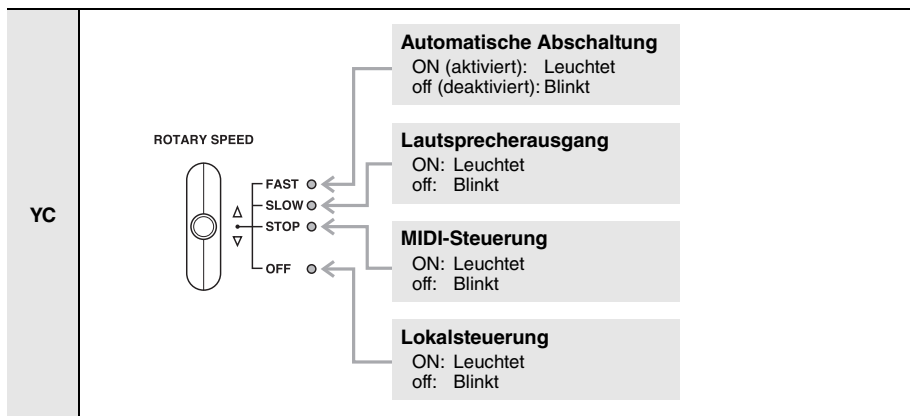 YC
ROTARY SPEED
FAST
SLOW
STOP
OFF
Automatische Abschaltung
ON (aktiviert): Leuchtet
off (deaktiviert): Blinkt
Lautsprecherausgang
ON: Leuchtet
off: Blinkt
MIDI-Steuerung
ON: Leuchtet
off: Blinkt
Lokalsteuerung
ON: Leuchtet
off: Blinkt